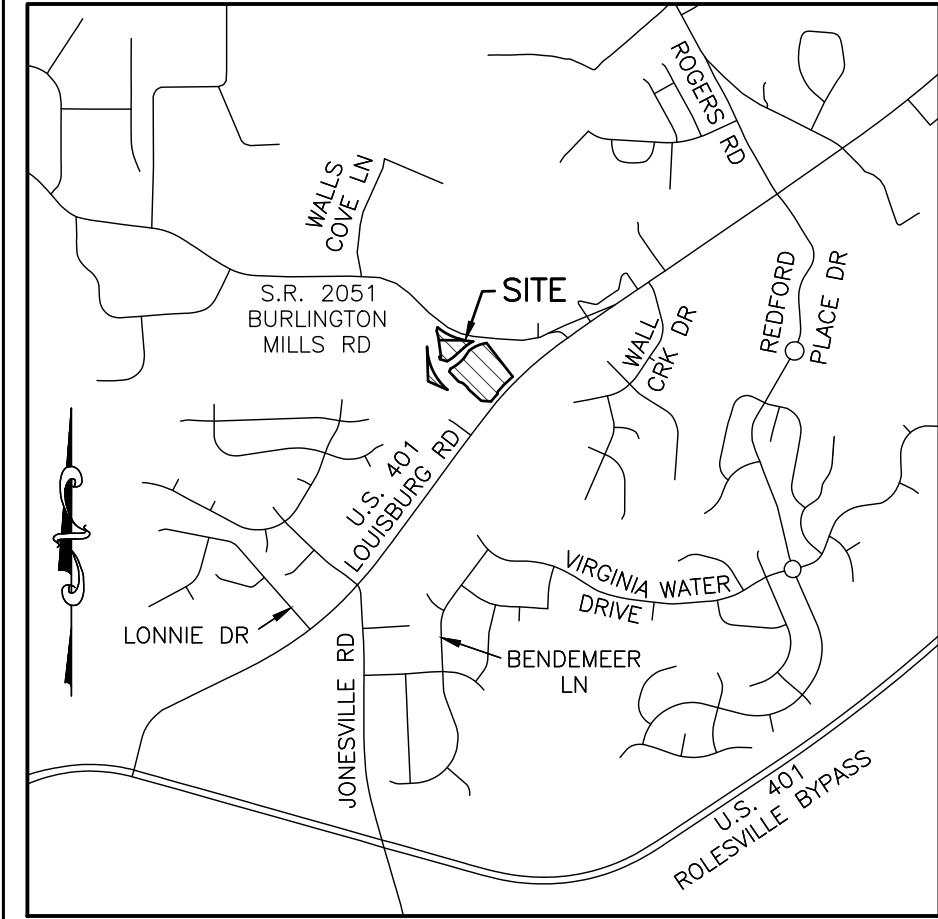 ROGERS RD
WALLS
COVE LN
SITE
S.R. 2051
BURLINGTON
MILLS RD
REDFORD
PLACE DR
WALL
CRK DR
U.S. 401
LOUISBURG RD
VIRGINIA WATER
DRIVE
LONNIE DR
BENDEMEER
LN
JONESVILLE RD
U.S. 401
ROLESVILLE BYPASS